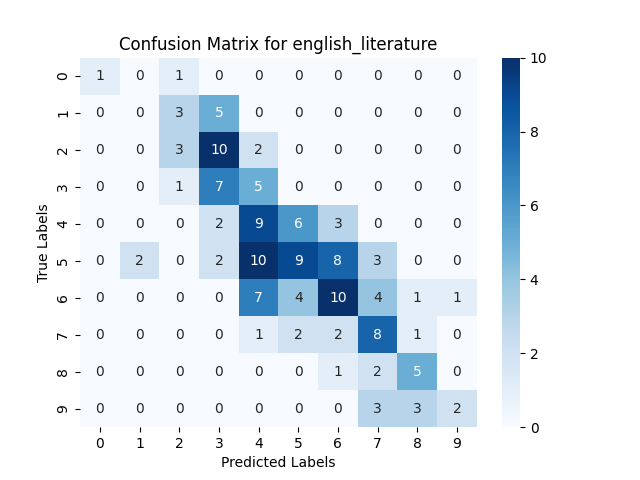 Confusion Matrix for english_literature
True Labels
0 1 0 1 0 0 0 0 0 0 0
1 0 0 3 5 0 0 0 0 0 0
2 0 0 3 10 2 0 0 0 0 0
3 0 0 1 7 5 0 0 0 0 0
4 0 0 0 2 9 6 3 0 0 0
5 0 2 0 2 10 9 8 3 0 0
6 0 0 0 0 7 4 10 4 1 1
7 0 0 0 0 1 2 2 8 1 0
8 0 0 0 0 0 0 1 2 5 0
9 0 0 0 0 0 0 0 3 3 2
0 1 2 3 4 5 6 7 8 9
Predicted Labels
10
8
6
4
2
0